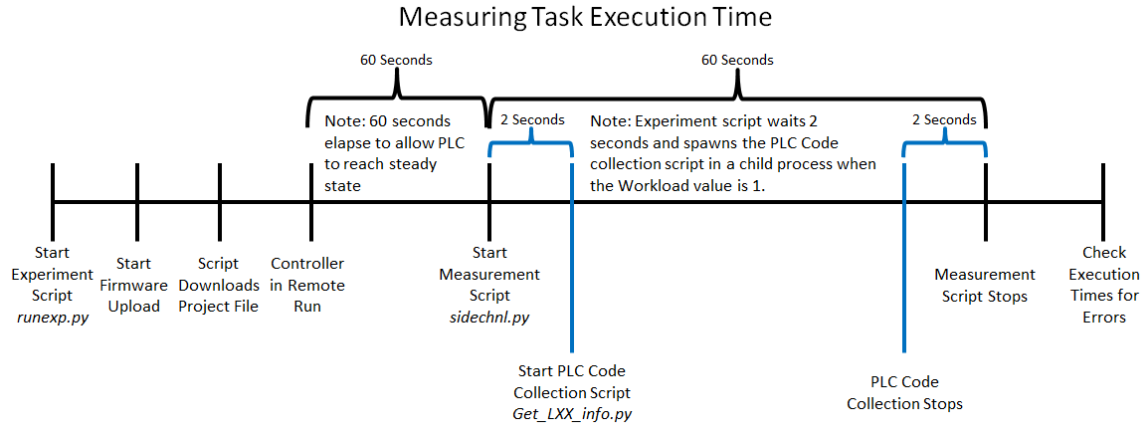 Measuring Task Execution Time
60 Seconds
60 Seconds
Note: 60 seconds
elapse to allow PLC
to reach steady
state
2 Seconds
Note: Experiment script waits 2
seconds and spawns the PLC Code
collection script in a child process when
the Workload value is 1.
2 Seconds
Start
Experiment
Script
runexp.py
Start
Firmware
Upload
Script
Downloads
Project File
Controller
in Remote
Run
Start
Measurement
Script
sidechnl.py
Measurement
Script Stops
Check
Execution
Times for
Errors
Start PLC Code
Collection Script
Get_LXX_info.py
PLC Code
Collection Stops